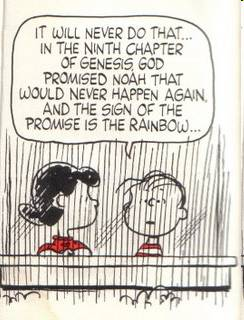 IT WILL NEVER DO THAT...
IN THE NINTH CHAPTER
OF GENESIS, GOD
PROMISED NOAH THAT
WOULD NEVER HAPPEN AGAIN,
AND THE SIGN OF THE
PROMISE IS THE RAINBOW...